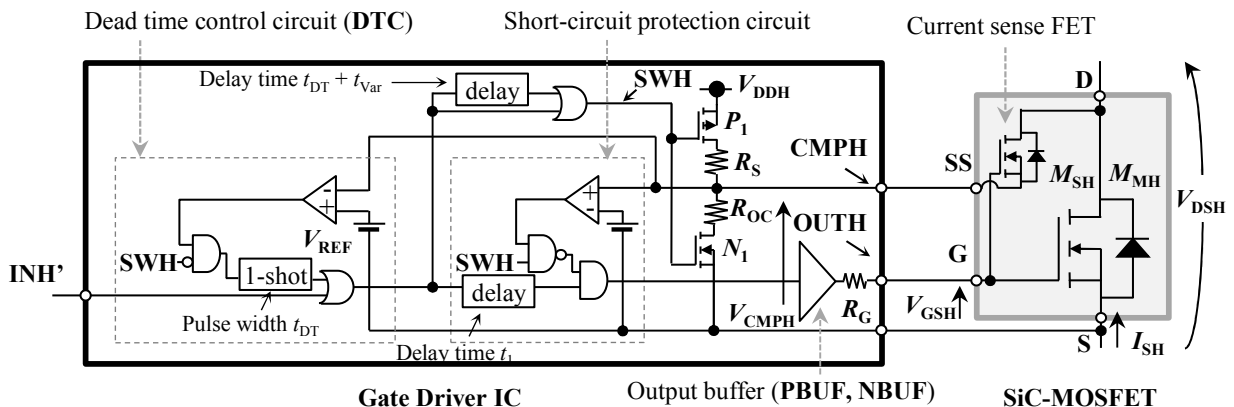 Dead time control circuit (DTC)
Short-circuit protection circuit
Current sense FET
Delay time tDT + tVar
delay
SWH
VDDH
P1
RS
CMPH
SS
D
MSH
MMH
VDSH
- +
+ -
VREF
ROC
N1
OUTH
G
SWH
SWH
INH'
1-shot
delay
Pulse width tDT
VCMPH
RG
VGSH
S
ISH
Delay time t1
Gate Driver IC
Output buffer (PBUF, NBUF)
SiC-MOSFET